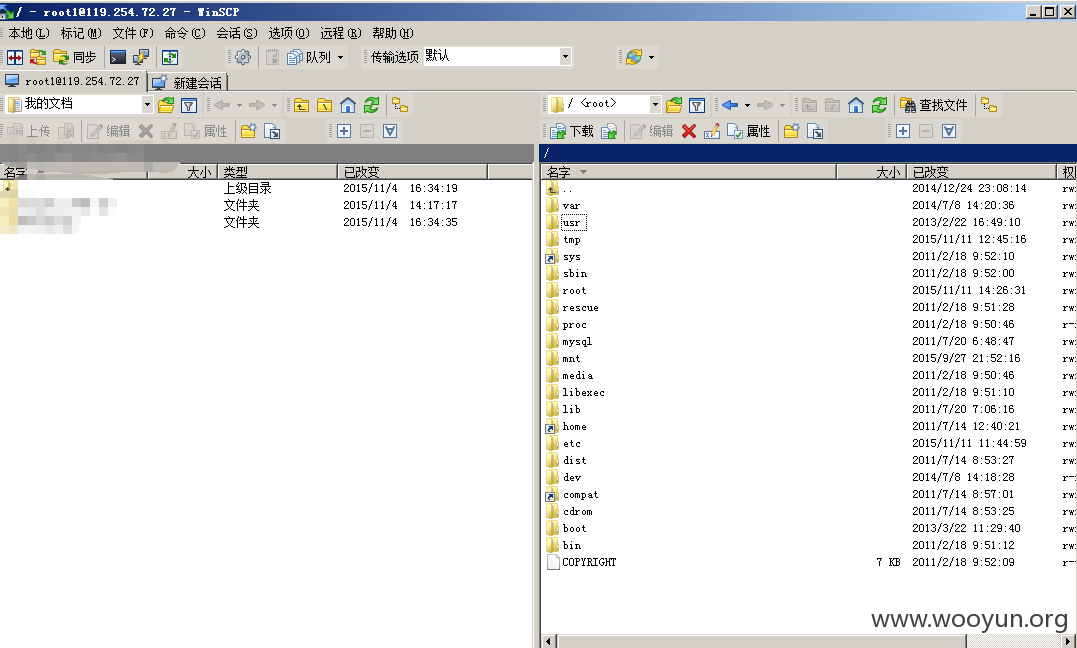 / - root1@119.254.72.27 - WinSCP
本地(L) 标记(M) 文件(F) 命令(C) 会话(S) 选项(O) 远程(R) 帮助(H)
同步 队列 传输选项 默认
root1@119.254.72.27 新建会话
我的文档 / <root> 查找文件
上传 编辑 属性 下载 编辑 属性
/
名字 大小 类型 已改变 名字 大小 已改变 权
上级目录 2015/11/4 16:34:19 .. 2014/12/24 23:08:14 rw
文件夹 2015/11/4 14:17:17 var 2014/7/8 14:20:36 rw
文件夹 2015/11/4 16:34:35 usr 2013/2/22 16:49:10 rw
tmp 2015/11/11 12:45:16 rw
sys 2011/2/18 9:52:10 rw
sbin 2011/2/18 9:52:00 rw
root 2015/11/11 14:26:31 rw
rescue 2011/2/18 9:51:28 rw
proc 2011/2/18 9:50:46 r-
mysql 2011/7/20 6:48:47 rw
mnt 2015/9/27 21:52:16 rw
media 2011/2/18 9:50:46 rw
libexec 2011/2/18 9:51:10 rw
lib 2011/7/20 7:06:16 rw
home 2011/7/14 12:40:21 rw
etc 2015/11/11 11:44:59 rw
dist 2011/7/14 8:53:27 rw
dev 2014/7/8 14:18:28 r-
compat 2011/7/14 8:57:01 rw
cdrom 2011/7/14 8:53:25 rw
boot 2013/3/22 11:29:40 rw
bin 2011/2/18 9:51:12 rw
COPYRIGHT 7 KB 2011/2/18 9:52:09 r-
www.wooyun.org